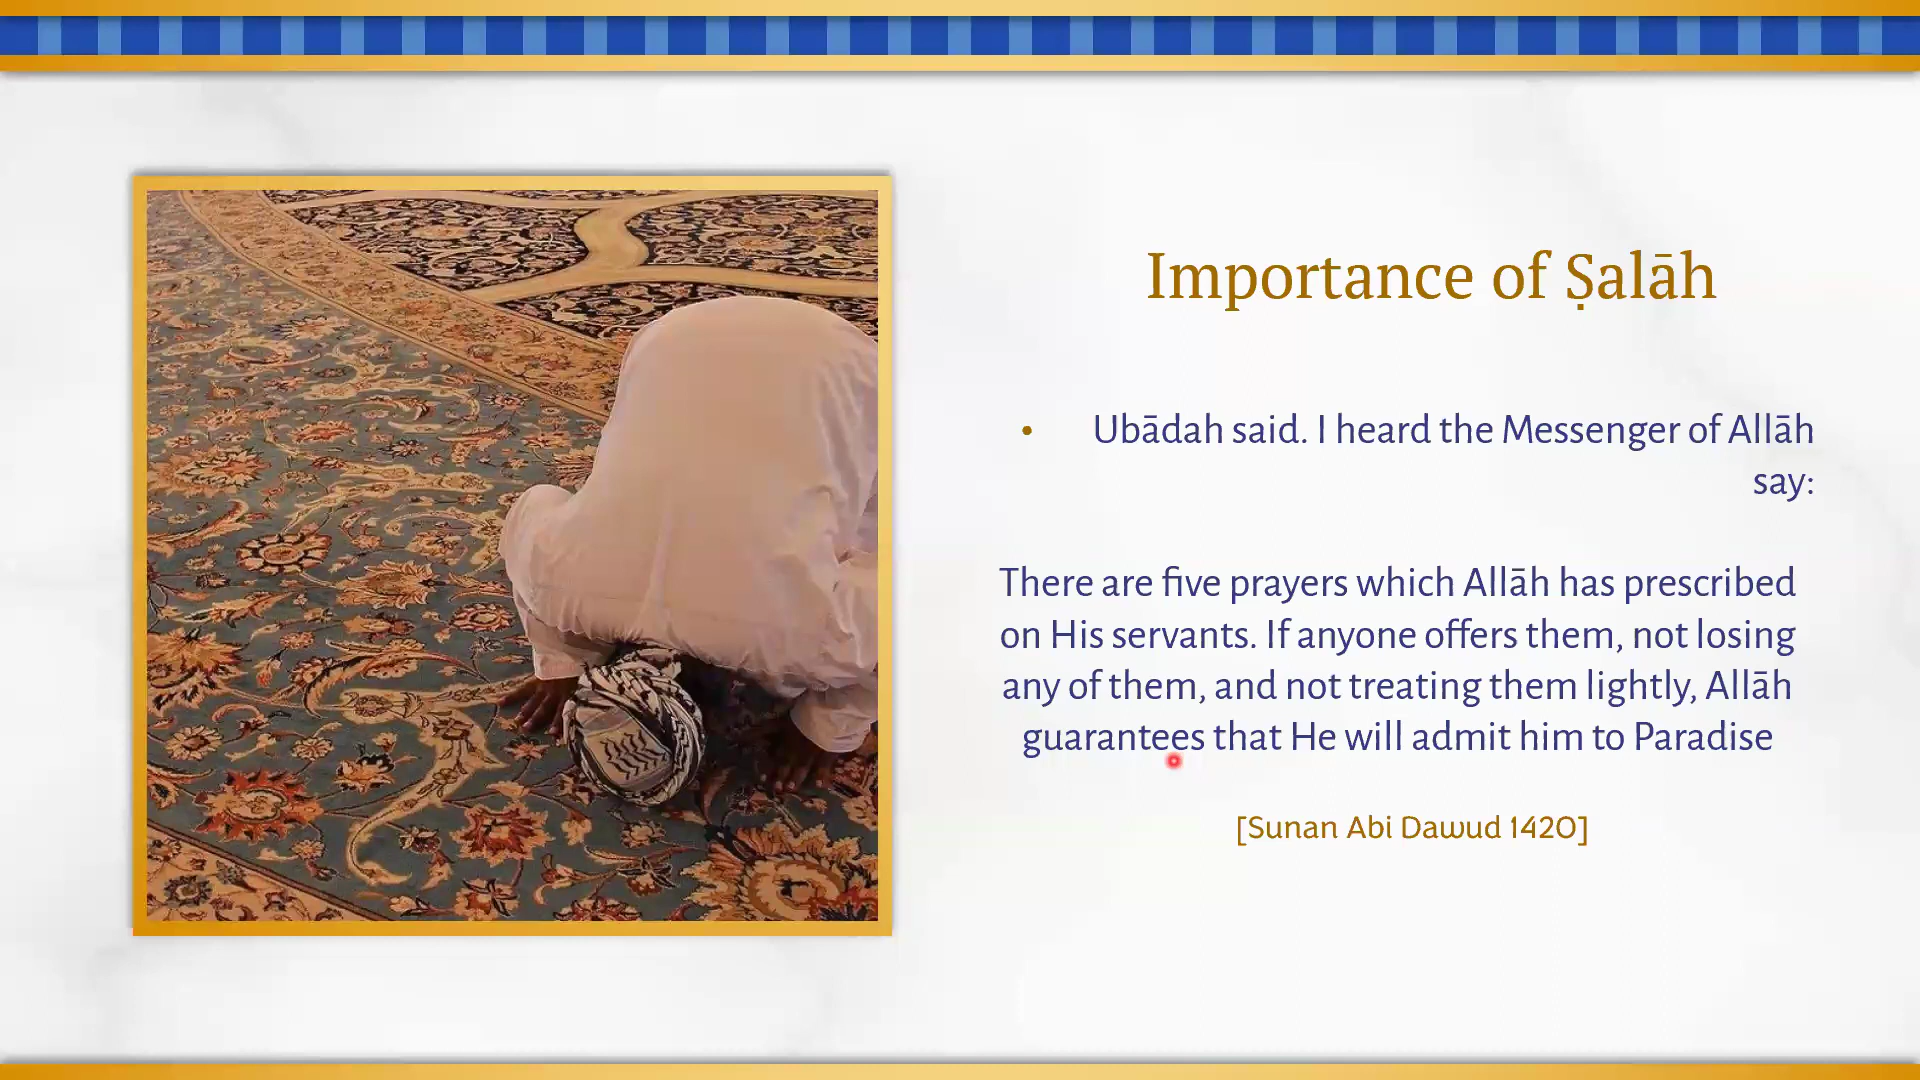 Importance of Ṣalāh
• Ubādah said. I heard the Messenger of Allāh
say:
There are five prayers which Allāh has prescribed
on His servants. If anyone offers them, not losing
any of them, and not treating them lightly, Allāh
guarantees that He will admit him to Paradise
[Sunan Abi Dawud 1420]